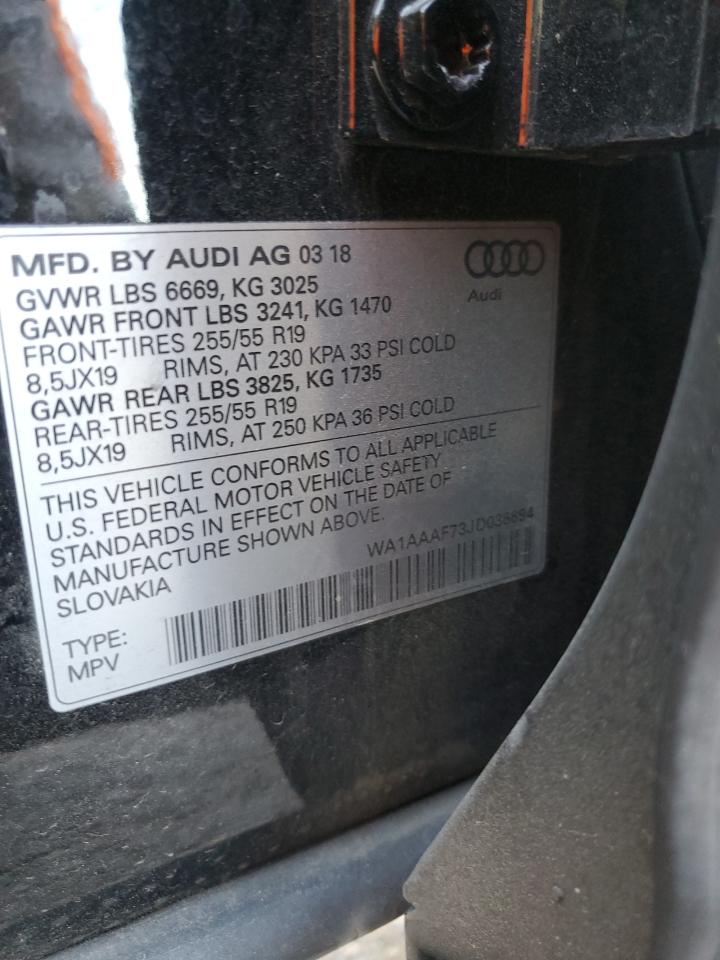 MFD. BY AUDI AG 03 18
Audi
GVWR LBS 6669, KG 3025
GAWR FRONT LBS 3241, KG 1470
FRONT-TIRES 255/55 R19
8,5JX19 RIMS, AT 230 KPA 33 PSI COLD
GAWR REAR LBS 3825, KG 1735
REAR-TIRES 255/55 R19
8,5JX19 RIMS, AT 250 KPA 36 PSI COLD
THIS VEHICLE CONFORMS TO ALL APPLICABLE
U.S. FEDERAL MOTOR VEHICLE SAFETY
STANDARDS IN EFFECT ON THE DATE OF
MANUFACTURE SHOWN ABOVE.
SLOVAKIA
TYPE:
MPV